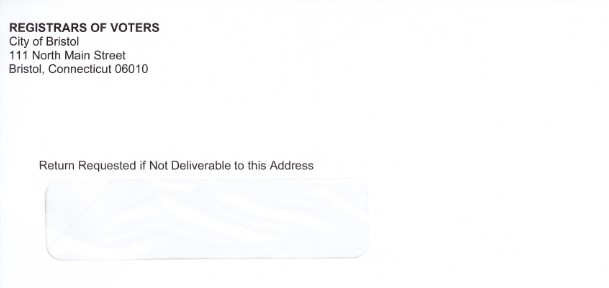 REGISTRARS OF VOTERS
City of Bristol
111 North Main Street
Bristol, Connecticut 06010
Return Requested if Not Deliverable to this Address